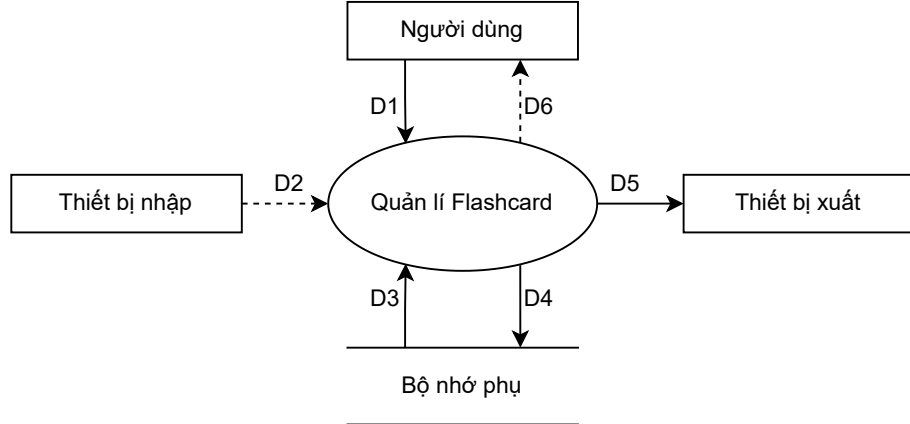 Người dùng
D1
D6
Thiết bị nhập
D2
Quản lí Flashcard
D5
Thiết bị xuất
D3
D4
Bộ nhớ phụ